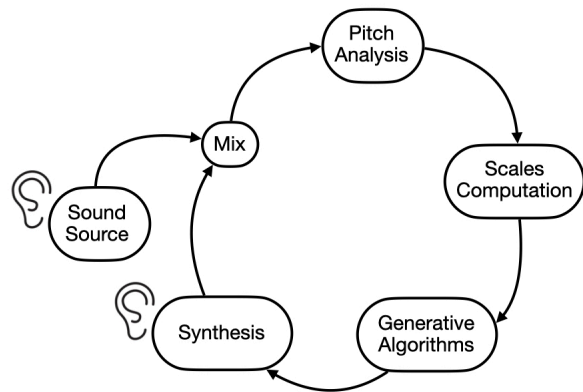 Pitch
Analysis
Mix
Scales
Computation
Sound
Source
Synthesis
Generative
Algorithms